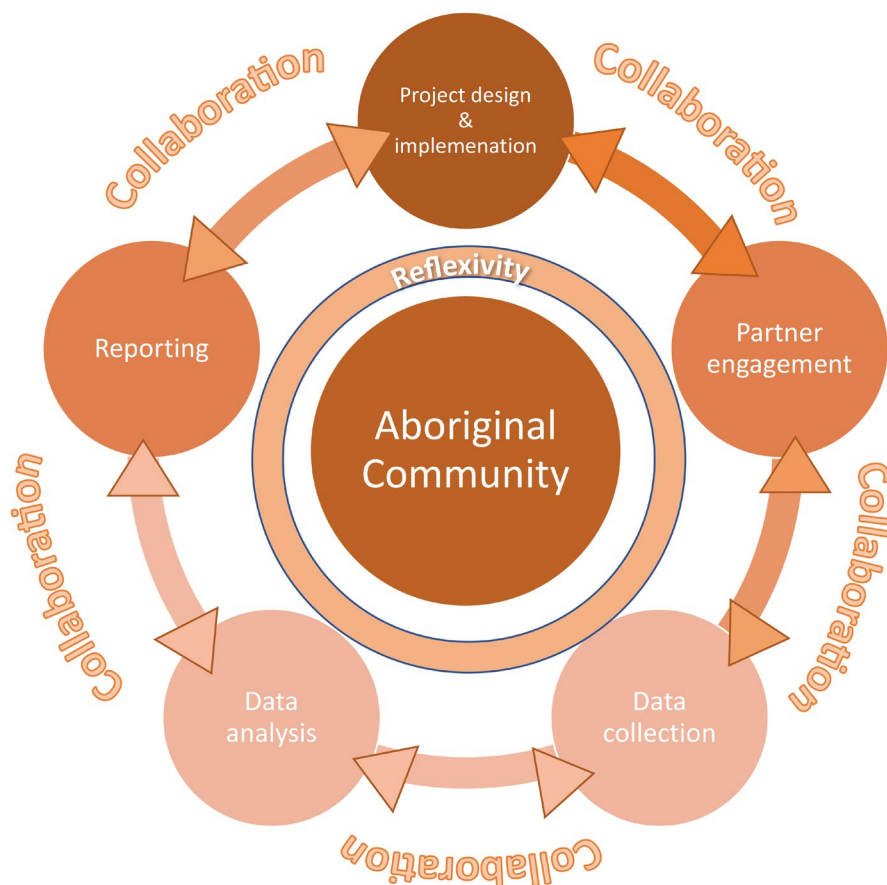 Collaboration
Collaboration
Project design
&
implemenation
Reflexivity
Reporting
Partner
engagement
Aboriginal
Community
Collaboration
Collaboration
Data
analysis
Data
collection
Collaboration